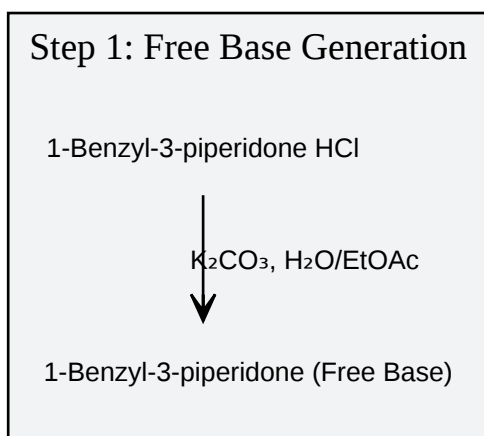 Step 1: Free Base Generation
1-Benzyl-3-piperidone HCl
K₂CO₃, H₂O/EtOAc
1-Benzyl-3-piperidone (Free Base)